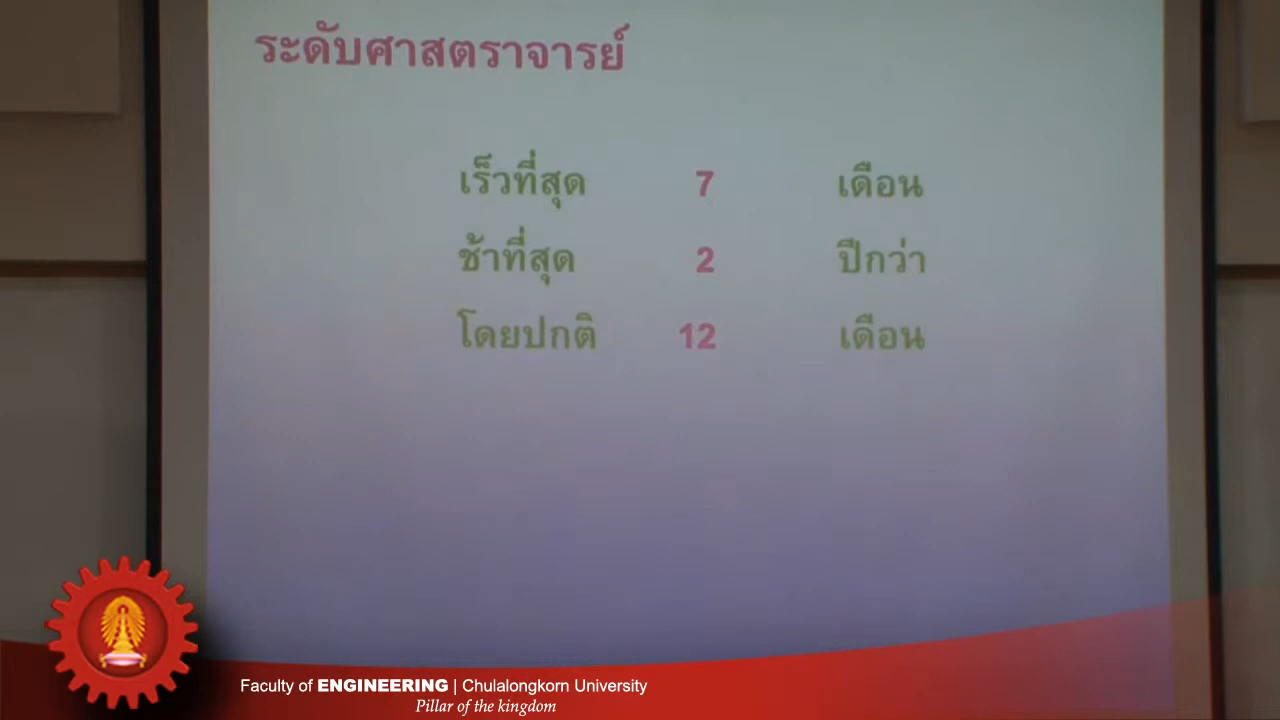 ระดับศาสตราจารย์
เร็วที่สุด 7 เดือน
ช้าที่สุด 2 ปีกว่า
โดยปกติ 12 เดือน
Faculty of ENGINEERING | Chulalongkorn University
Pillar of the kingdom